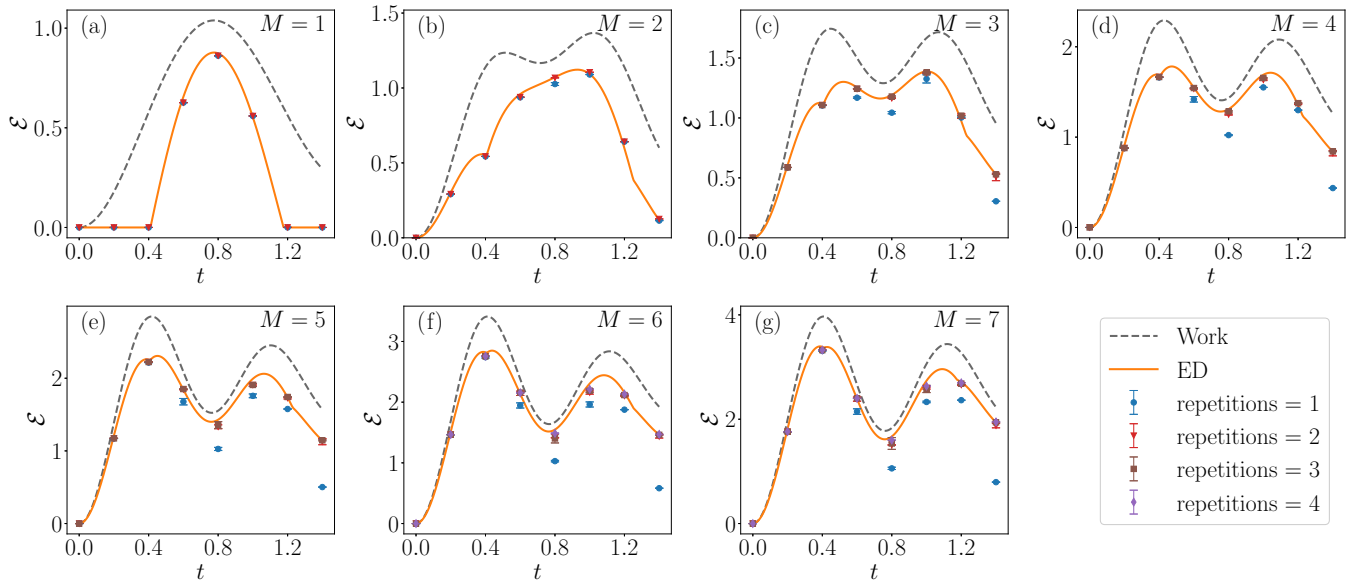 (a) M = 1
1.0
0.5
0.0
ℰ
0.0 0.4 0.8 1.2
t
(b) M = 2
1.5
1.0
0.5
0.0
ℰ
0.0 0.4 0.8 1.2
t
(c) M = 3
1.5
1.0
0.5
0.0
ℰ
0.0 0.4 0.8 1.2
t
(d) M = 4
2
1
0
ℰ
0.0 0.4 0.8 1.2
t
(e) M = 5
2
1
0
ℰ
0.0 0.4 0.8 1.2
t
(f) M = 6
3
2
1
0
ℰ
0.0 0.4 0.8 1.2
t
(g) M = 7
4
2
0
ℰ
0.0 0.4 0.8 1.2
t
Work
ED
repetitions = 1
repetitions = 2
repetitions = 3
repetitions = 4